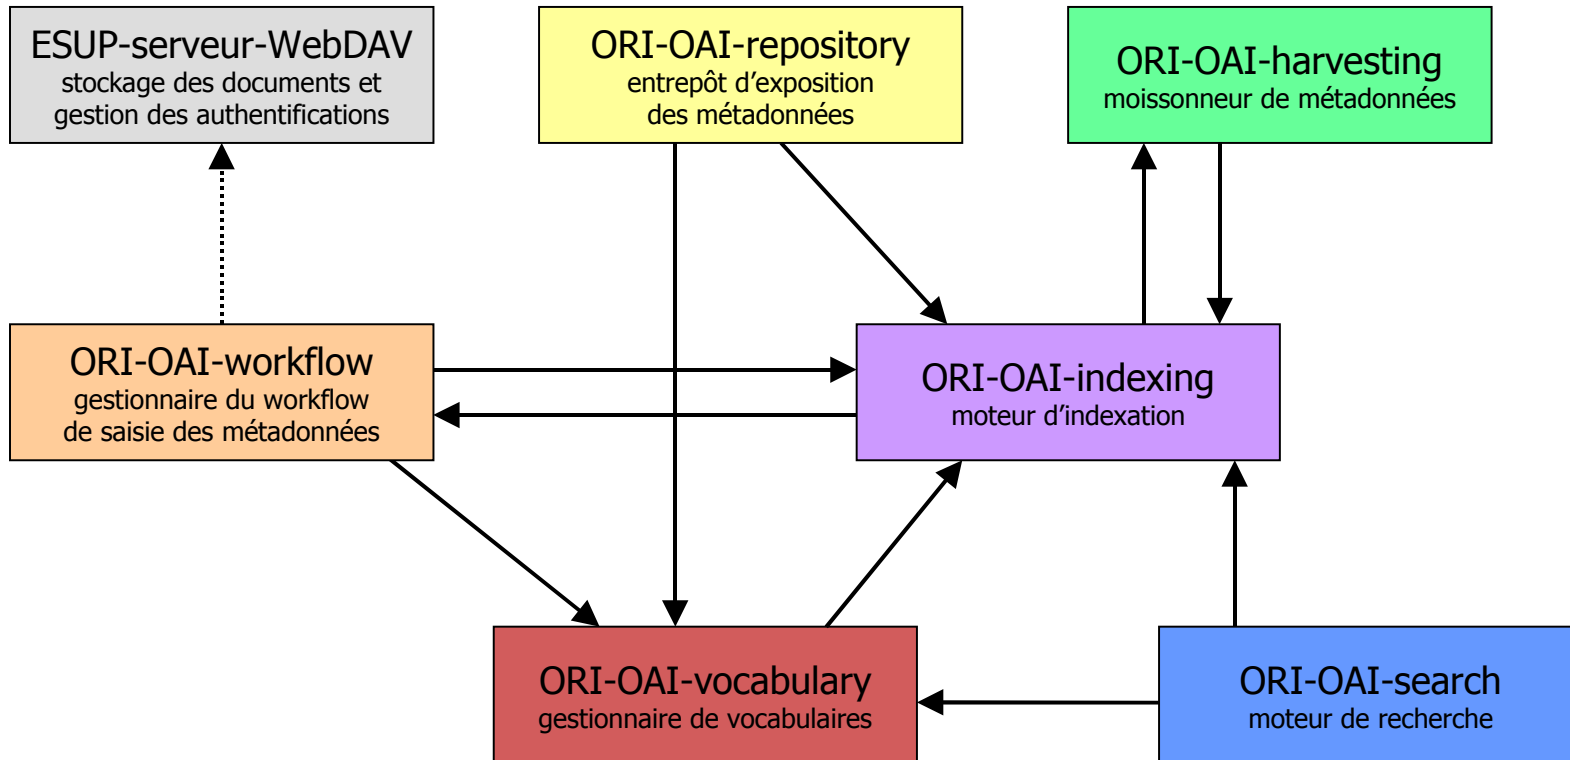 ESUP-serveur-WebDAV
stockage des documents et
gestion des authentifications
ORI-OAI-repository
entrepôt d’exposition
des métadonnées
ORI-OAI-harvesting
moissonneur de métadonnées
ORI-OAI-workflow
gestionnaire du workflow
de saisie des métadonnées
ORI-OAI-indexing
moteur d’indexation
ORI-OAI-vocabulary
gestionnaire de vocabulaires
ORI-OAI-search
moteur de recherche